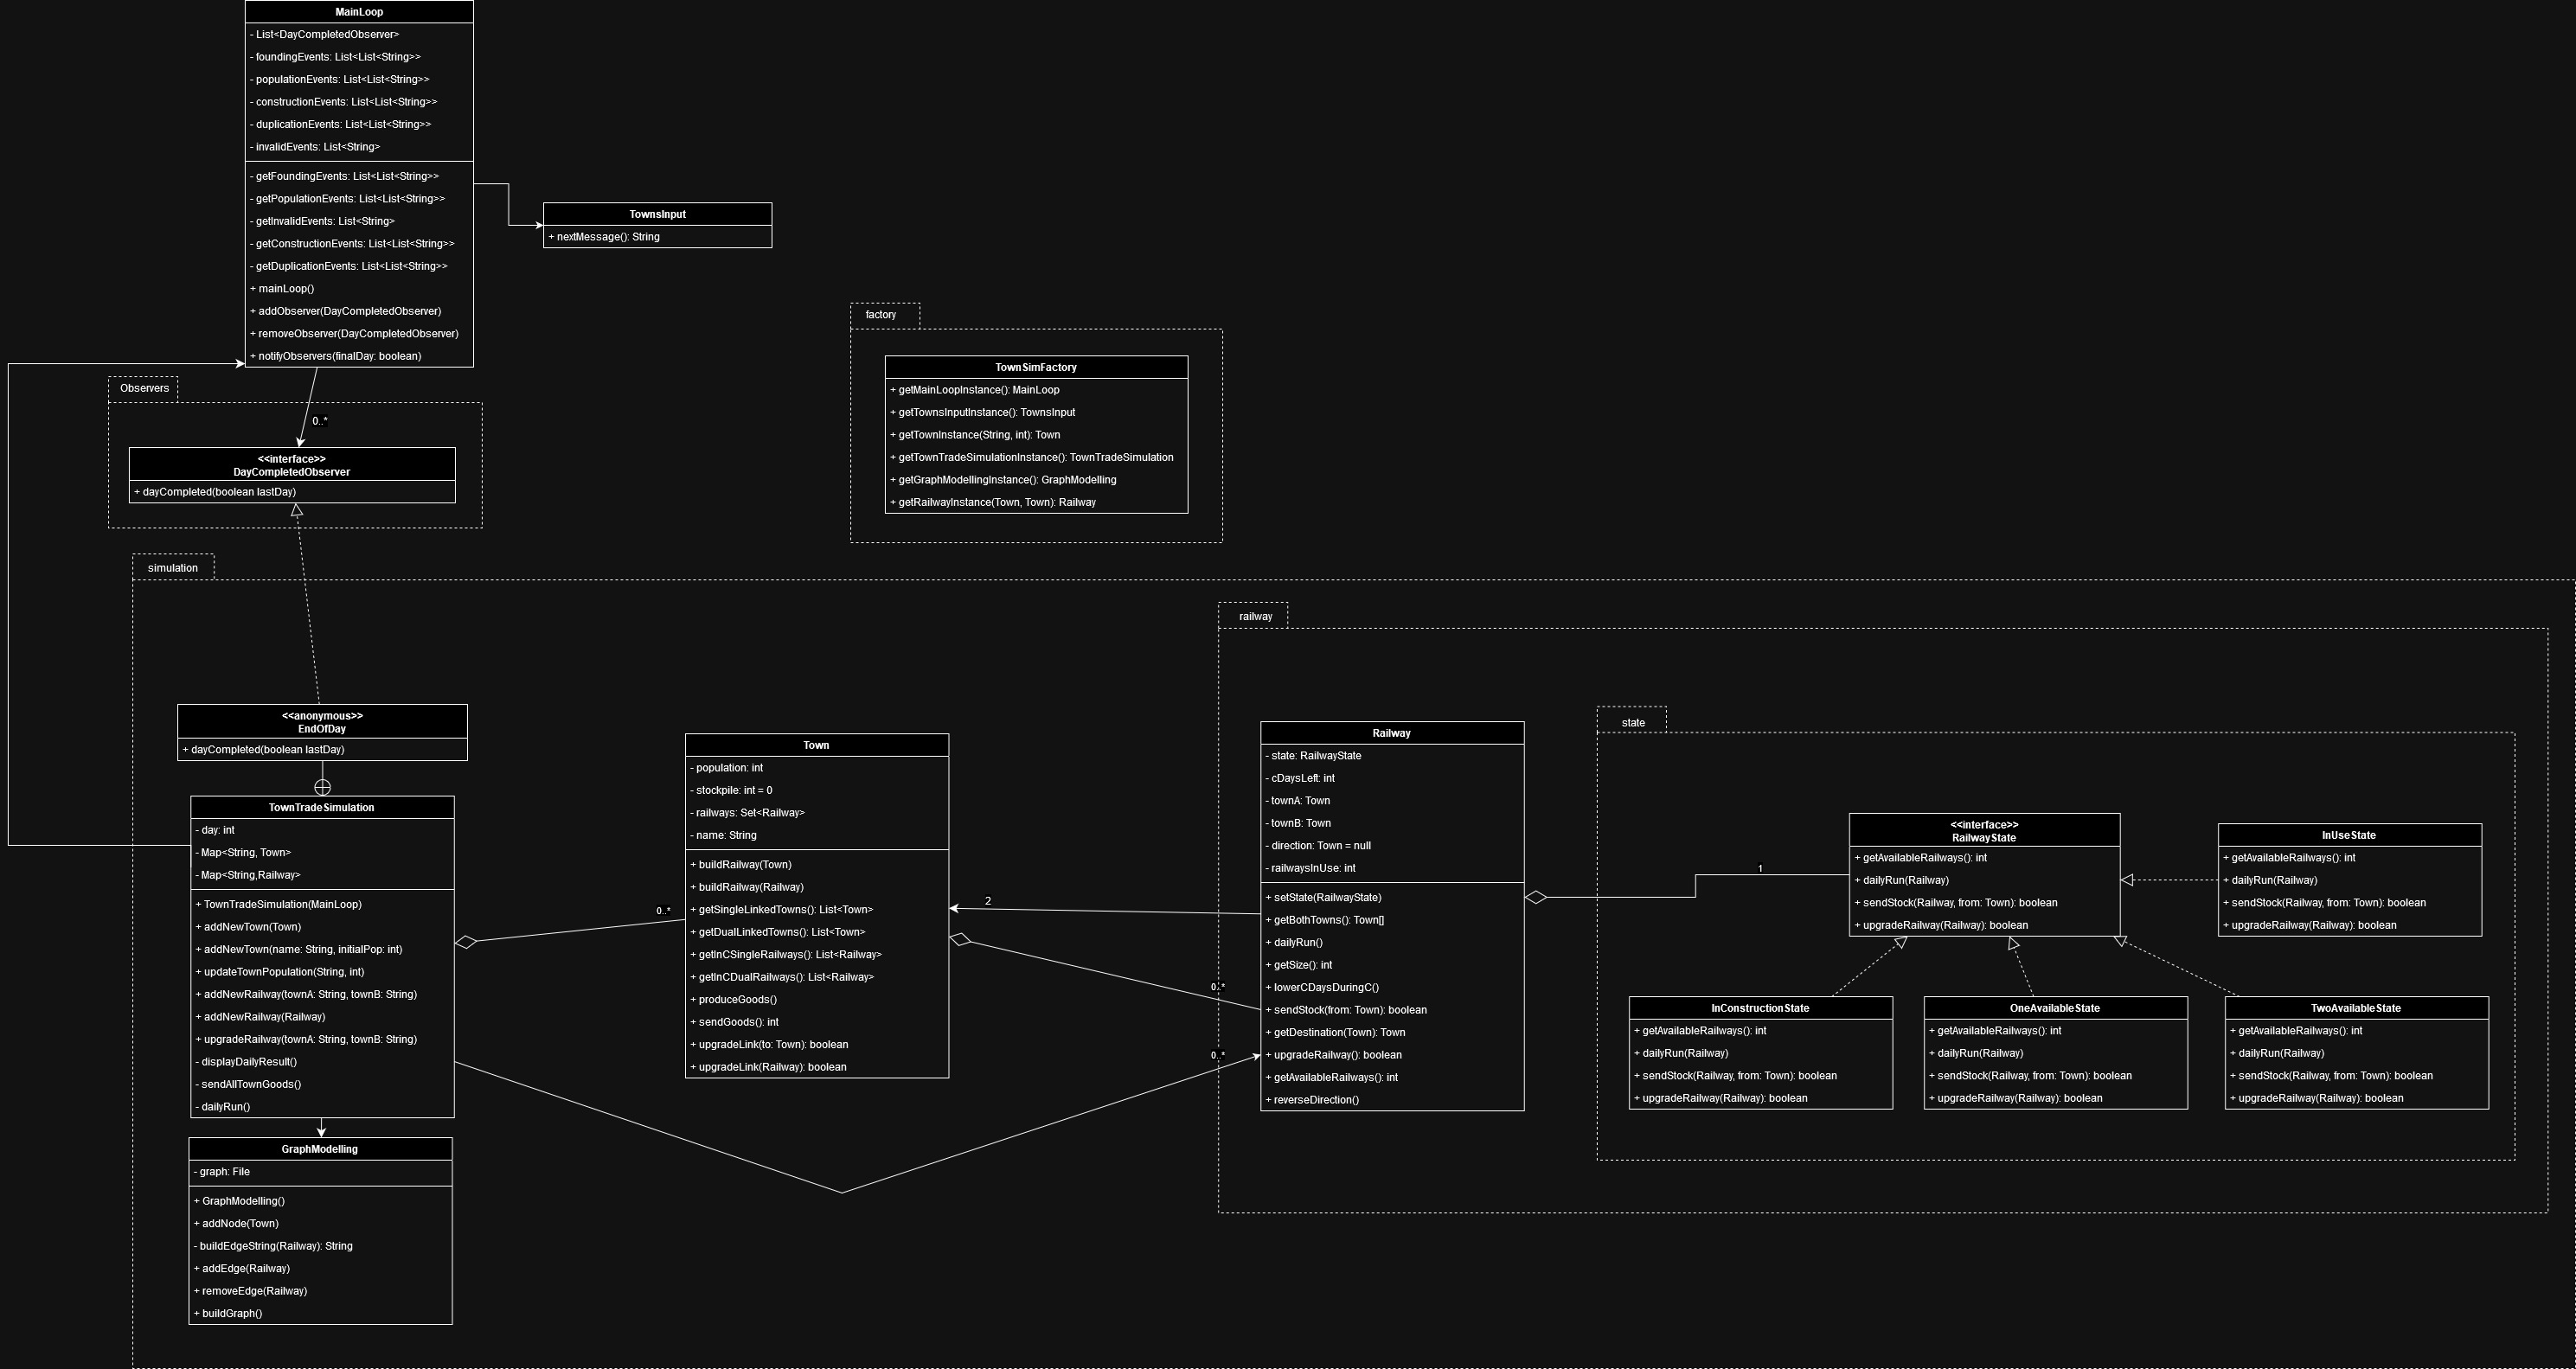 MainLoop
- List<DayCompletedObserver>
- foundingEvents: List<List<String>>
- populationEvents: List<List<String>>
- constructionEvents: List<List<String>>
- duplicationEvents: List<List<String>>
- invalidEvents: List<String>
- getFoundingEvents: List<List<String>>
- getPopulationEvents: List<List<String>>
- getInvalidEvents: List<String>
- getConstructionEvents: List<List<String>>
- getDuplicationEvents: List<List<String>>
+ mainLoop()
+ addObserver(DayCompletedObserver)
+ removeObserver(DayCompletedObserver)
+ notifyObservers(finalDay: boolean)
TownsInput
+ nextMessage(): String
factory
TownSimFactory
+ getMainLoopInstance(): MainLoop
+ getTownsInputInstance(): TownsInput
+ getTownInstance(String, int): Town
+ getTownTradeSimulationInstance(): TownTradeSimulation
+ getGraphModellingInstance(): GraphModelling
+ getRailwayInstance(Town, Town): Railway
Observers
0..*
<<interface>>
DayCompletedObserver
+ dayCompleted(boolean lastDay)
simulation
<<anonymous>>
EndOfDay
+ dayCompleted(boolean lastDay)
TownTradeSimulation
- day: int
- Map<String, Town>
- Map<String,Railway>
+ TownTradeSimulation(MainLoop)
+ addNewTown(Town)
+ addNewTown(name: String, initialPop: int)
+ updateTownPopulation(String, int)
+ addNewRailway(townA: String, townB: String)
+ addNewRailway(Railway)
+ upgradeRailway(townA: String, townB: String)
- displayDailyResult()
- sendAllTownGoods()
- dailyRun()
GraphModelling
- graph: File
+ GraphModelling()
+ addNode(Town)
- buildEdgeString(Railway): String
+ addEdge(Railway)
+ removeEdge(Railway)
+ buildGraph()
0..*
Town
- population: int
- stockpile: int = 0
- railways: Set<Railway>
- name: String
+ buildRailway(Town)
+ buildRailway(Railway)
+ getSingleLinkedTowns(): List<Town>
+ getDualLinkedTowns(): List<Town>
+ getInCSingleRailways(): List<Railway>
+ getInCDualRailways(): List<Railway>
+ produceGoods()
+ sendGoods(): int
+ upgradeLink(to: Town): boolean
+ upgradeLink(Railway): boolean
2
0..*
0..*
railway
Railway
- state: RailwayState
- cDaysLeft: int
- townA: Town
- townB: Town
- direction: Town = null
- railwaysInUse: int
+ setState(RailwayState)
+ getBothTowns(): Town[]
+ dailyRun()
+ getSize(): int
+ lowerCDaysDuringC()
+ sendStock(from: Town): boolean
+ getDestination(Town): Town
+ upgradeRailway(): boolean
+ getAvailableRailways(): int
+ reverseDirection()
state
1
<<interface>>
RailwayState
+ getAvailableRailways(): int
+ dailyRun(Railway)
+ sendStock(Railway, from: Town): boolean
+ upgradeRailway(Railway): boolean
InUseState
+ getAvailableRailways(): int
+ dailyRun(Railway)
+ sendStock(Railway, from: Town): boolean
+ upgradeRailway(Railway): boolean
InConstructionState
+ getAvailableRailways(): int
+ dailyRun(Railway)
+ sendStock(Railway, from: Town): boolean
+ upgradeRailway(Railway): boolean
OneAvailableState
+ getAvailableRailways(): int
+ dailyRun(Railway)
+ sendStock(Railway, from: Town): boolean
+ upgradeRailway(Railway): boolean
TwoAvailableState
+ getAvailableRailways(): int
+ dailyRun(Railway)
+ sendStock(Railway, from: Town): boolean
+ upgradeRailway(Railway): boolean